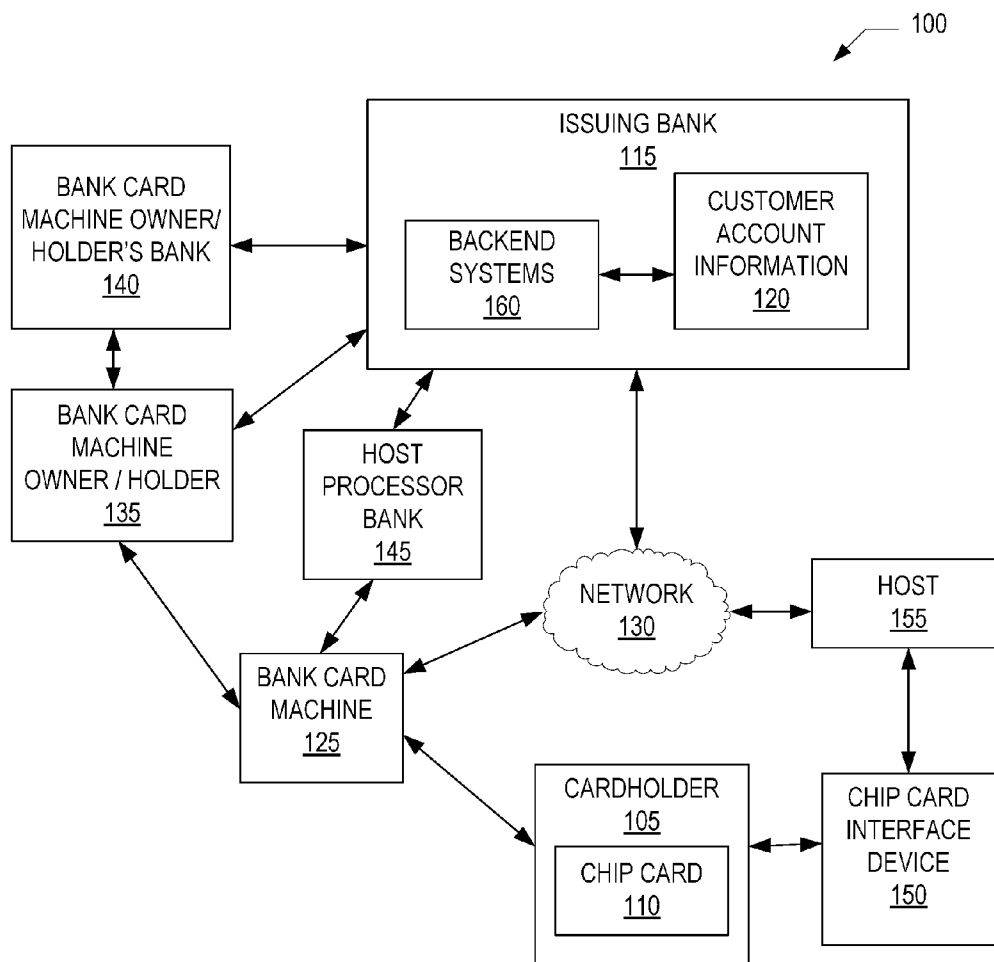 100
ISSUING BANK
115
BANK CARD
MACHINE OWNER/
HOLDER'S BANK
140
BACKEND
SYSTEMS
160
CUSTOMER
ACCOUNT
INFORMATION
120
BANK CARD
MACHINE
OWNER / HOLDER
135
HOST
PROCESSOR
BANK
145
NETWORK
130
HOST
155
BANK CARD
MACHINE
125
CARDHOLDER
105
CHIP CARD
110
CHIP CARD
INTERFACE
DEVICE
150